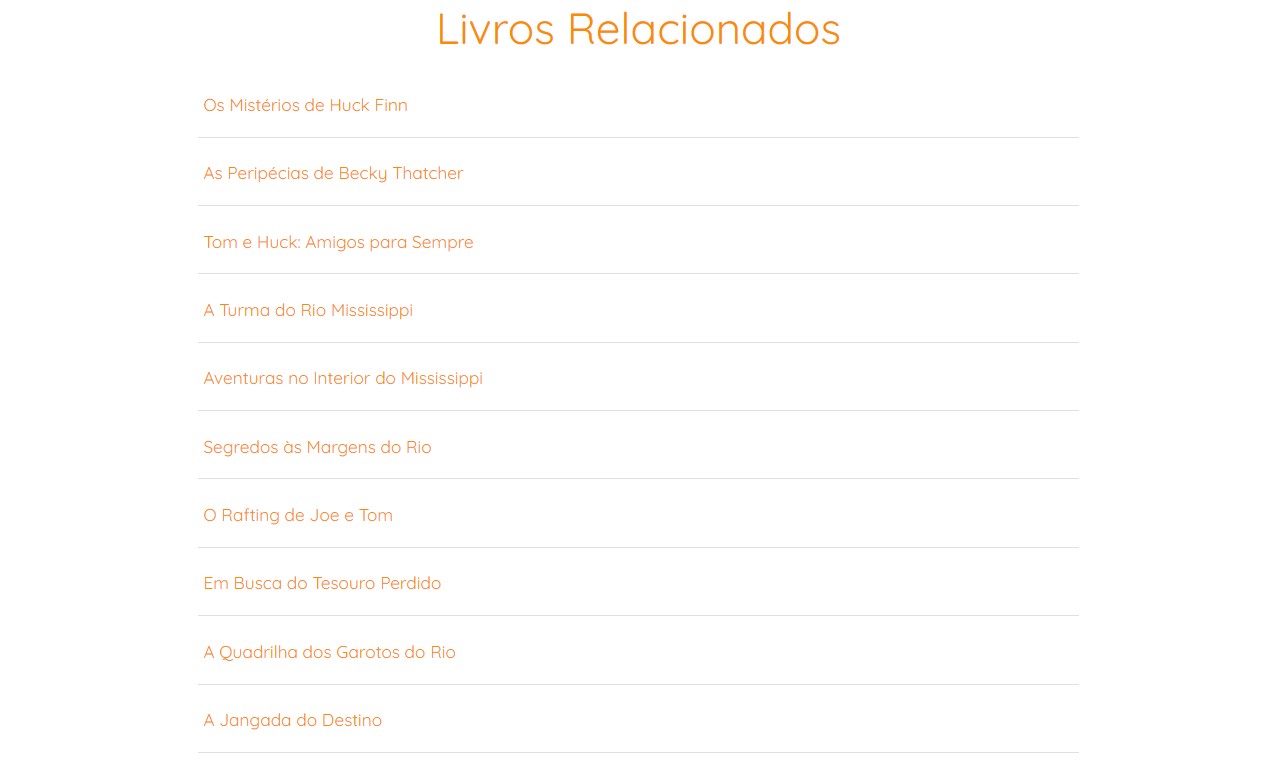 Livros Relacionados
Os Mistérios de Huck Finn
As Peripécias de Becky Thatcher
Tom e Huck: Amigos para Sempre
A Turma do Rio Mississippi
Aventuras no Interior do Mississippi
Segredos às Margens do Rio
O Rafting de Joe e Tom
Em Busca do Tesouro Perdido
A Quadrilha dos Garotos do Rio
A Jangada do Destino